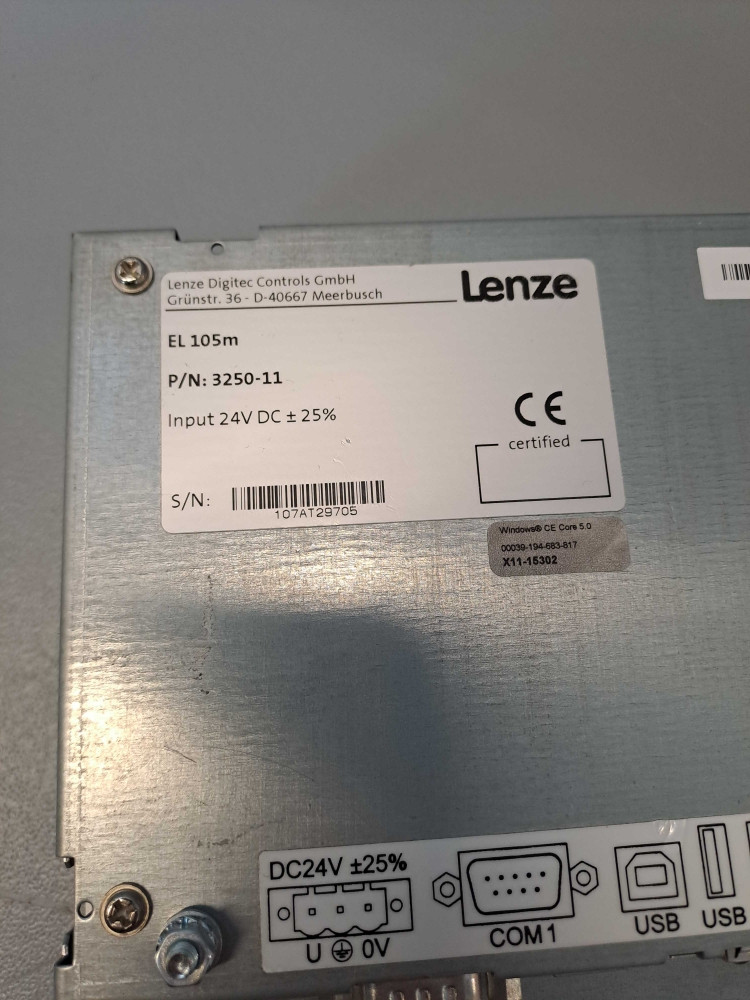 Lenze Digitec Controls GmbH
Grünstr. 36 - D-40667 Meerbusch
Lenze
EL 105m
P/N: 3250-11
Input 24V DC ± 25%
CE
certified
S/N:
107AT29705
Windows® CE Core 5.0
00039-194-683-817
X11-15302
DC24V ±25%
U 0V
COM1
USB
USB